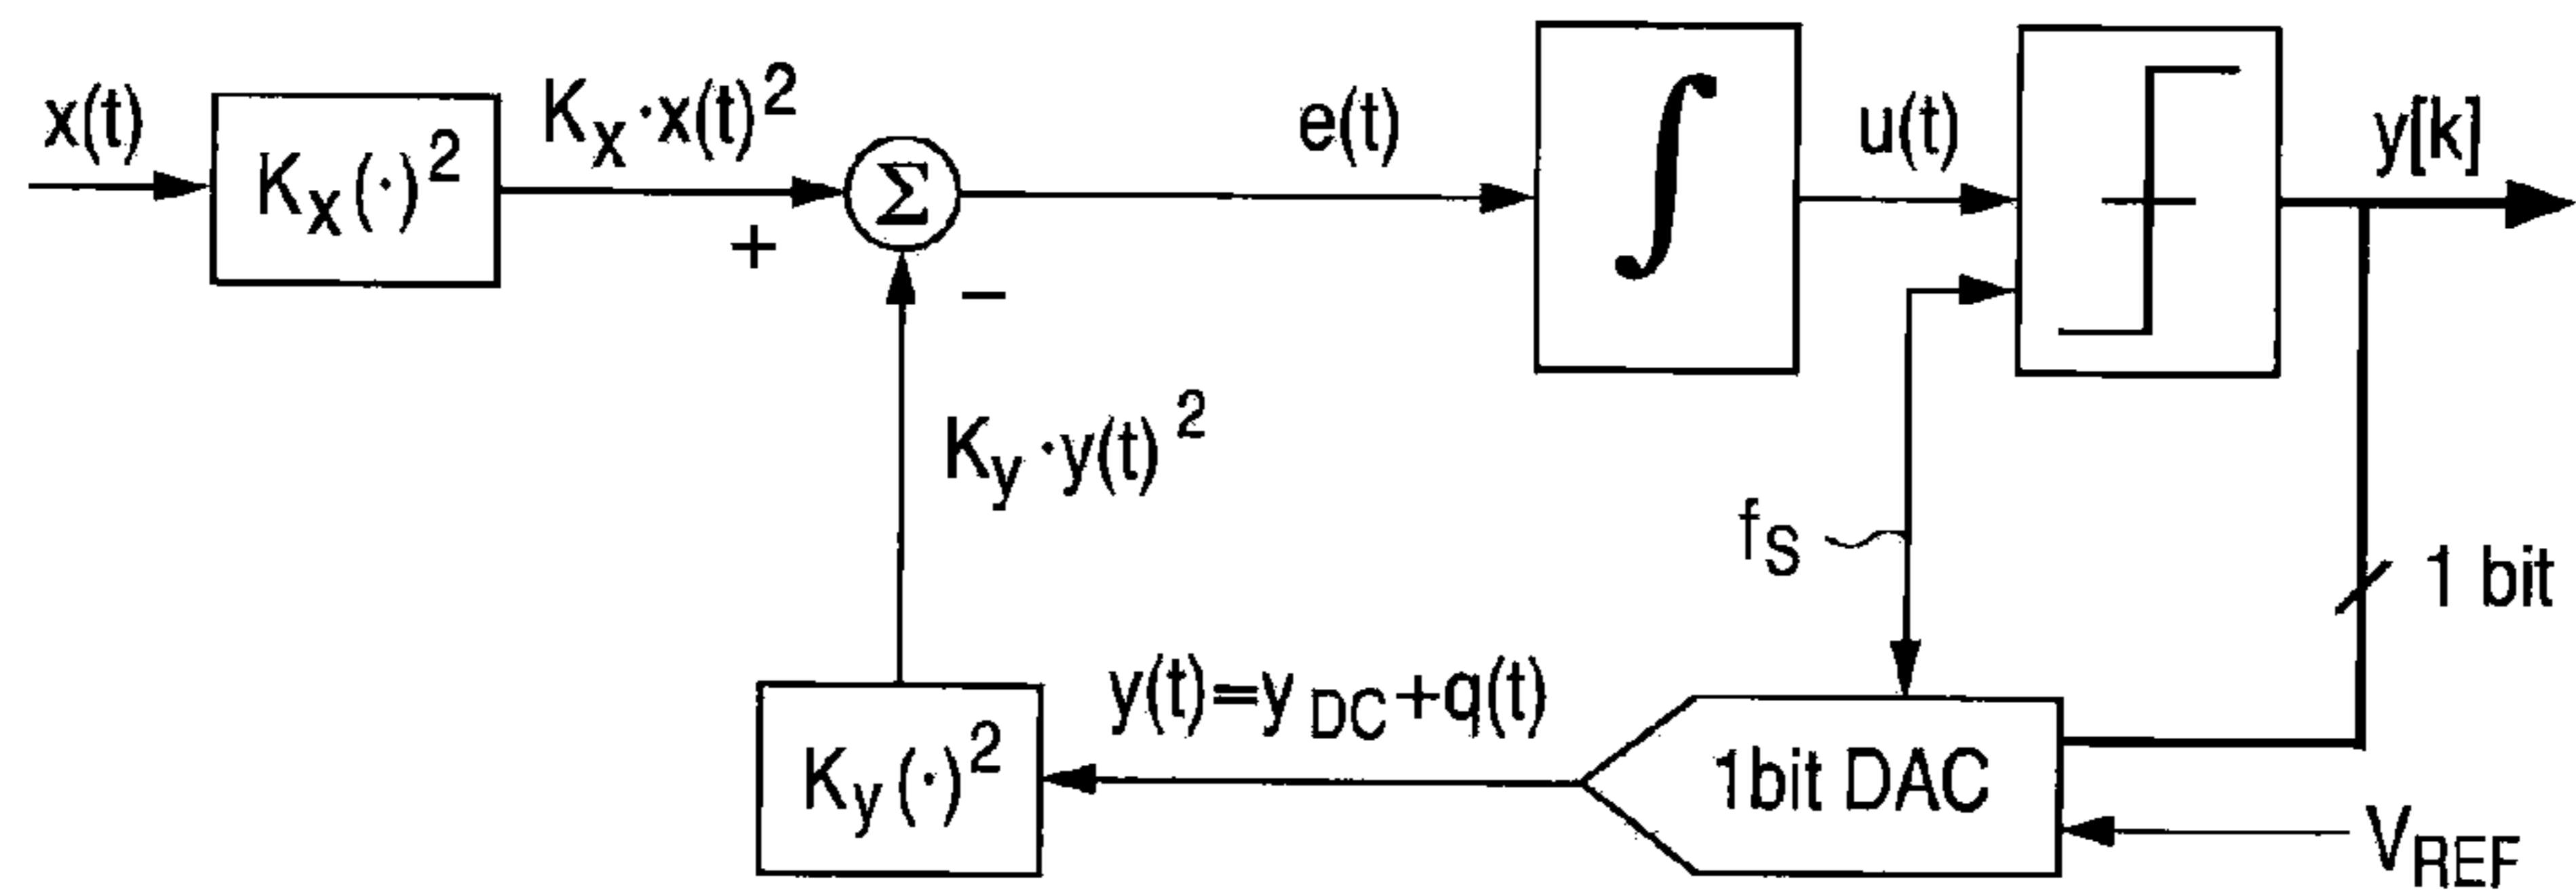 x(t)
Kx(·)²
Kx·x(t)²
+
Σ
−
e(t)
∫
u(t)
y[k]
Ky·y(t)²
fS
1 bit
Ky(·)²
y(t)=yDC+q(t)
1bit DAC
VREF